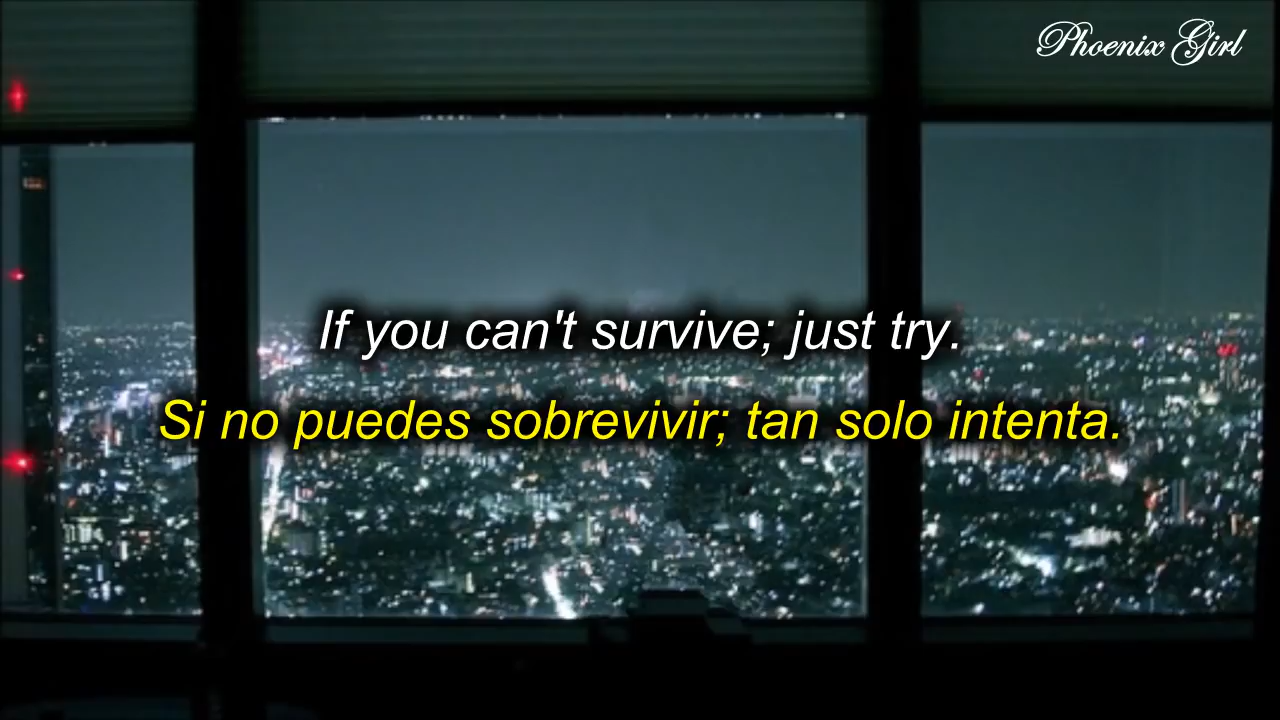 Phoenix Girl
If you can't survive; just try.
Si no puedes sobrevivir; tan solo intenta.